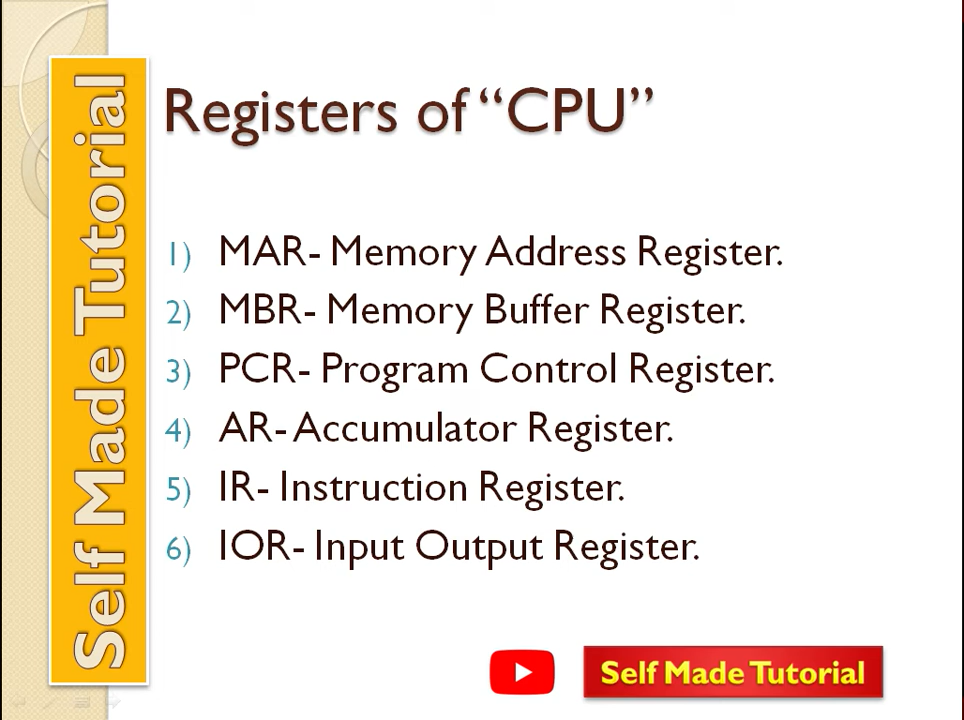 Self Made Tutorial
Registers of “CPU”
1) MAR- Memory Address Register.
2) MBR- Memory Buffer Register.
3) PCR- Program Control Register.
4) AR- Accumulator Register.
5) IR- Instruction Register.
6) IOR- Input Output Register.
Self Made Tutorial